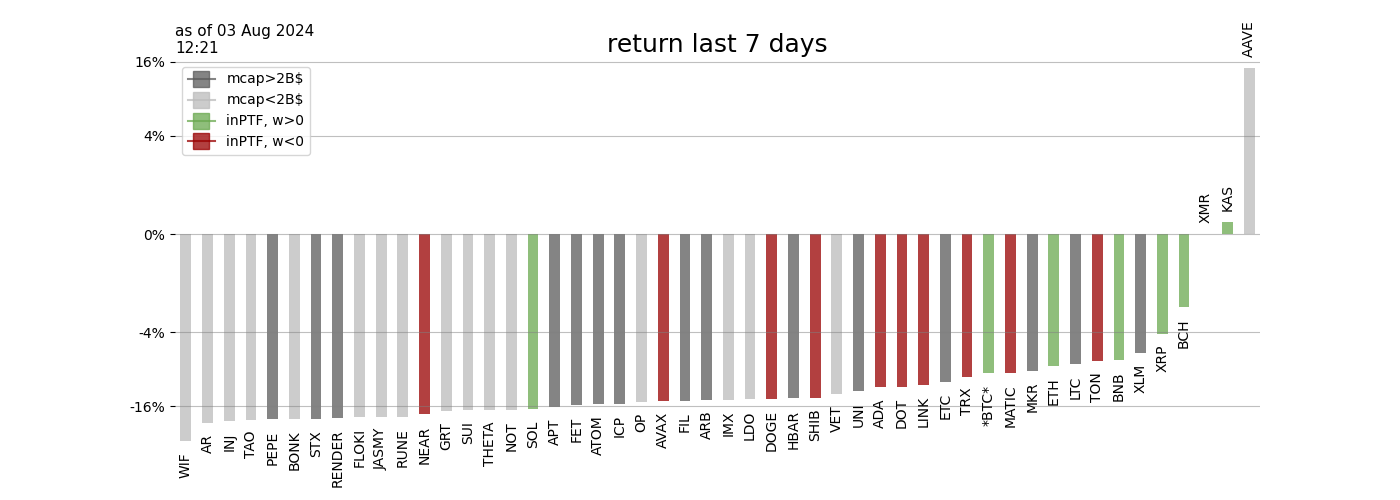 as of 03 Aug 2024
12:21
return last 7 days
AAVE
16%
mcap>2B$
mcap<2B$
inPTF, w>0
inPTF, w<0
4%
XMR
KAS
0%
-4%
-16%
WIF
AR
INJ
TAO
PEPE
BONK
STX
RENDER
FLOKI
JASMY
RUNE
NEAR
GRT
SUI
THETA
NOT
SOL
APT
FET
ATOM
ICP
OP
AVAX
FIL
ARB
IMX
LDO
DOGE
HBAR
SHIB
VET
UNI
ADA
DOT
LINK
ETC
TRX
*BTC*
MATIC
MKR
ETH
LTC
TON
BNB
XLM
XRP
BCH